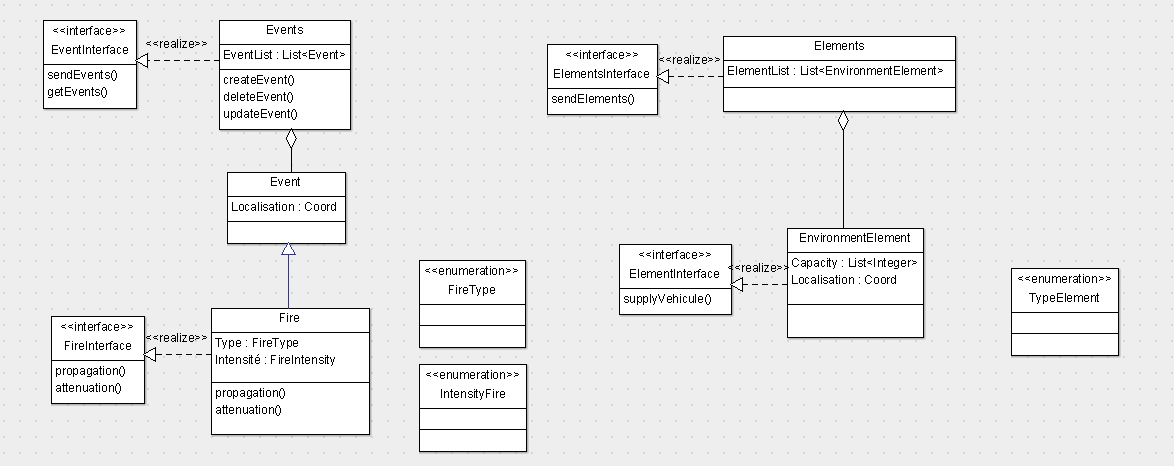 <<interface>>
EventInterface
sendEvents()
getEvents()
<<realize>>
Events
EventList : List<Event>
createEvent()
deleteEvent()
updateEvent()
Event
Localisation : Coord
<<interface>>
FireInterface
propagation()
attenuation()
<<realize>>
Fire
Type : FireType
Intensité : FireIntensity
propagation()
attenuation()
<<enumeration>>
FireType
<<enumeration>>
IntensityFire
<<interface>>
ElementsInterface
sendElements()
<<realize>>
Elements
ElementList : List<EnvironmentElement>
<<interface>>
ElementInterface
supplyVehicule()
<<realize>>
EnvironmentElement
Capacity : List<Integer>
Localisation : Coord
<<enumeration>>
TypeElement